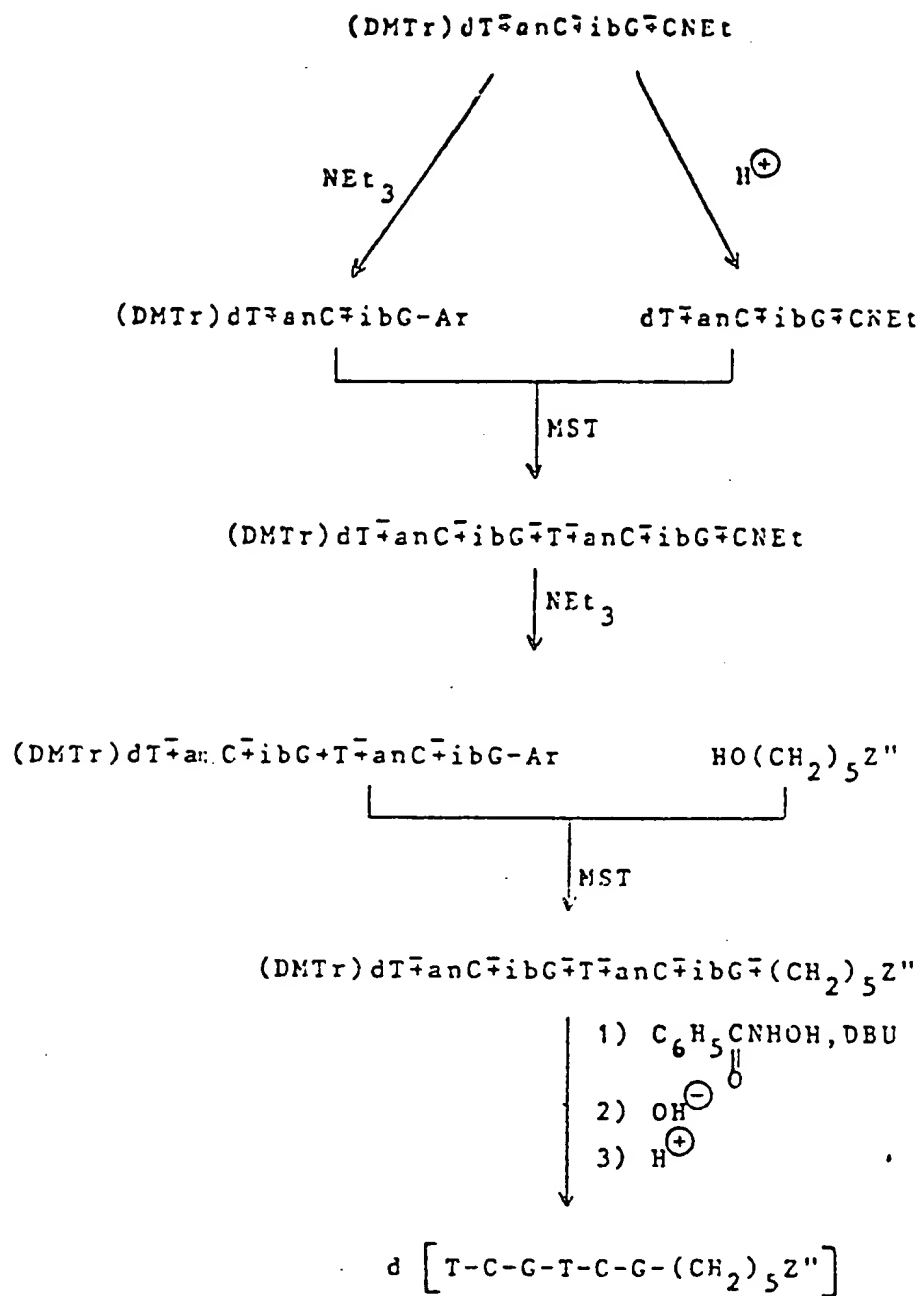 (DMTr)dT∓anC∓ibG∓CNEt
NEt₃
H⊕
(DMTr)dT∓anC∓ibG-Ar
dT∓anC∓ibG∓CNEt
MST
(DMTr)dT∓anC∓ibG∓T∓anC∓ibG∓CNEt
NEt₃
(DMTr)dT∓an C∓ibG+T∓anC∓ibG-Ar
HO(CH₂)₅Z"
MST
(DMTr)dT∓anC∓ibG∓T∓anC∓ibG∓(CH₂)₅Z"
1) C₆H₅CNHOH,DBU
O
2) OH⊖
3) H⊕
d[T-C-G-T-C-G-(CH₂)₅Z"]